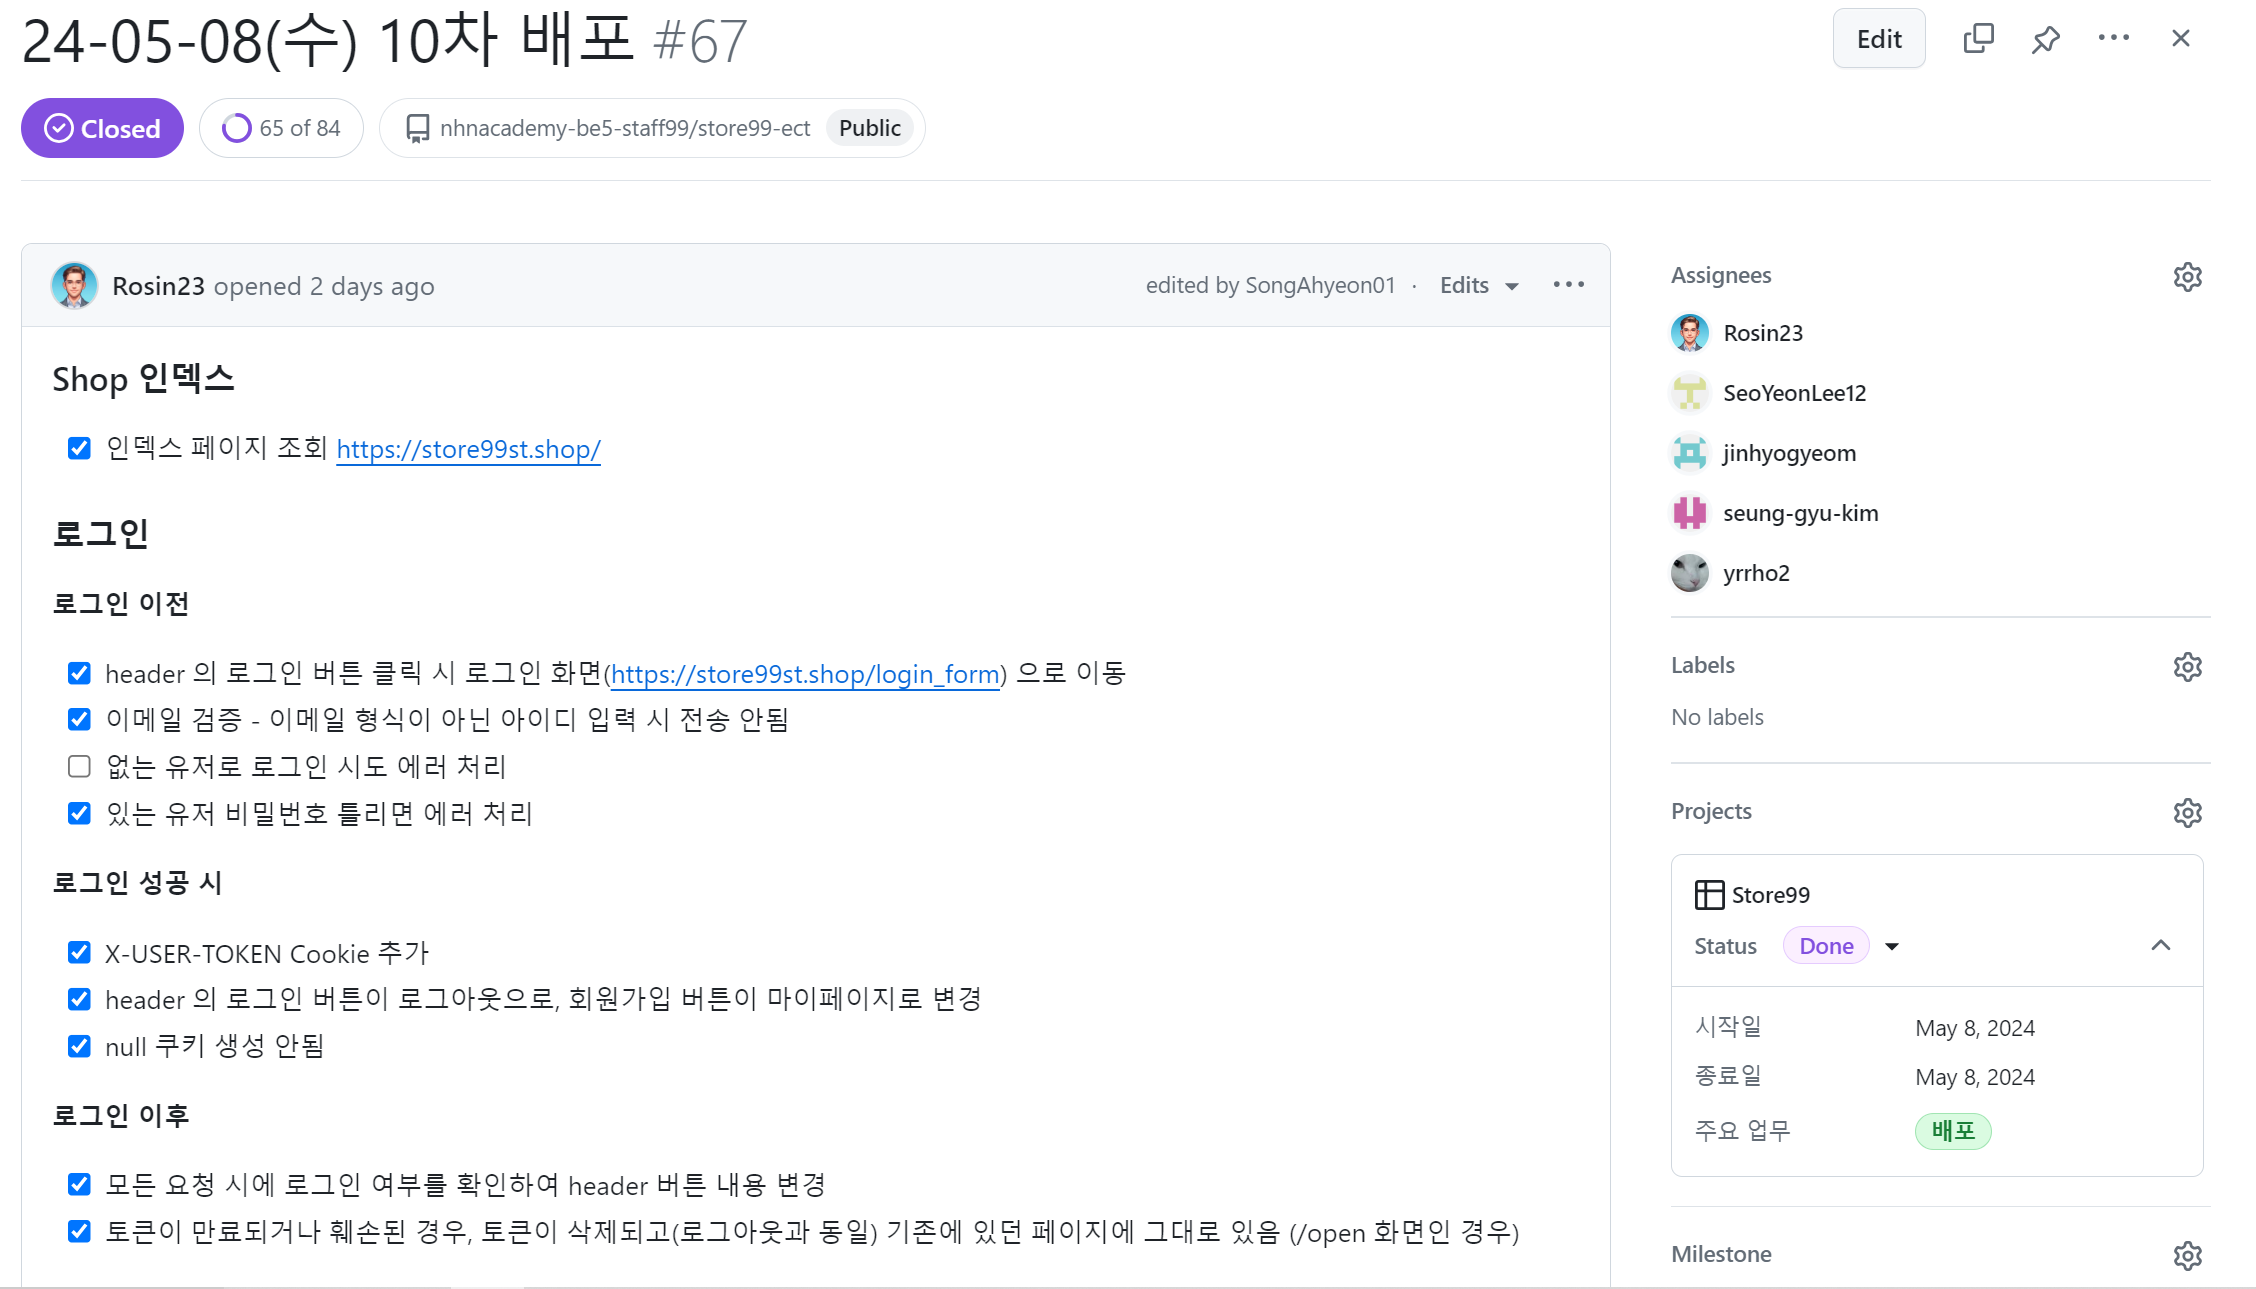 24-05-08(수) 10차 배포 #67
Edit
Closed
65 of 84
nhnacademy-be5-staff99/store99-ect
Public
Rosin23 opened 2 days ago
edited by SongAhyeon01 · Edits
Shop 인덱스
인덱스 페이지 조회 https://store99st.shop/
로그인
로그인 이전
header 의 로그인 버튼 클릭 시 로그인 화면(https://store99st.shop/login_form) 으로 이동
이메일 검증 - 이메일 형식이 아닌 아이디 입력 시 전송 안됨
없는 유저로 로그인 시도 에러 처리
있는 유저 비밀번호 틀리면 에러 처리
로그인 성공 시
X-USER-TOKEN Cookie 추가
header 의 로그인 버튼이 로그아웃으로, 회원가입 버튼이 마이페이지로 변경
null 쿠키 생성 안됨
로그인 이후
모든 요청 시에 로그인 여부를 확인하여 header 버튼 내용 변경
토큰이 만료되거나 훼손된 경우, 토큰이 삭제되고(로그아웃과 동일) 기존에 있던 페이지에 그대로 있음 (/open 화면인 경우)
Assignees
Rosin23
SeoYeonLee12
jinhyogyeom
seung-gyu-kim
yrrho2
Labels
No labels
Projects
Store99
Status Done
시작일 May 8, 2024
종료일 May 8, 2024
주요 업무 배포
Milestone